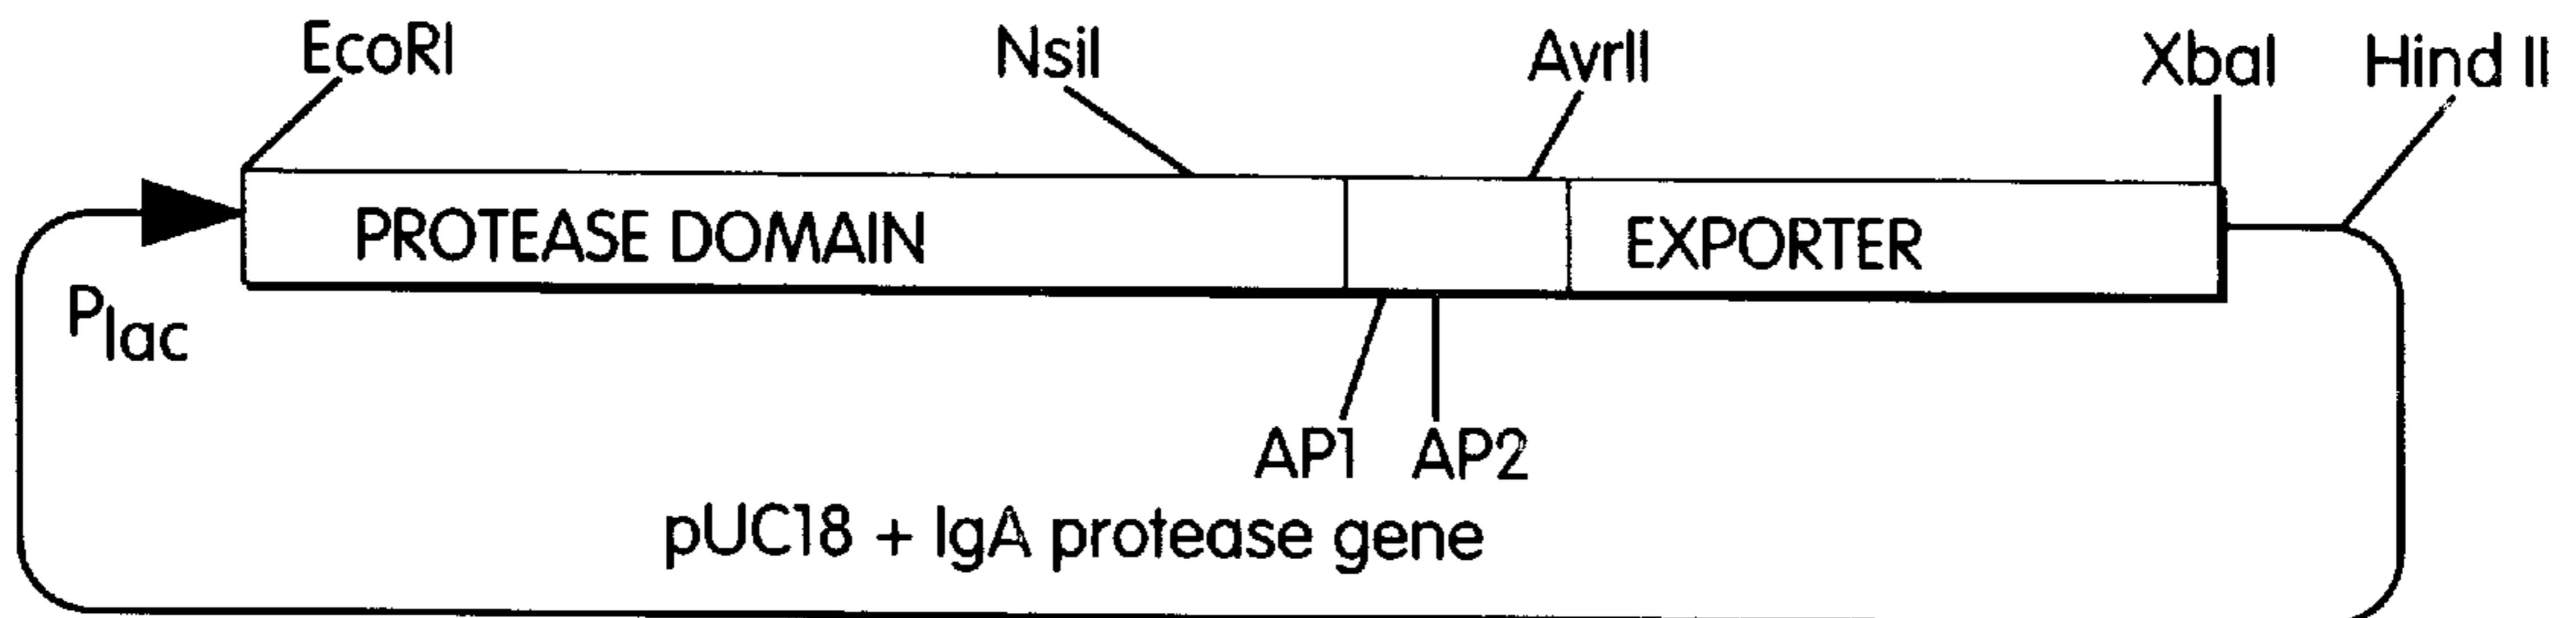 EcoRI NsiI AvrII XbaI Hind II
PROTEASE DOMAIN EXPORTER
Plac
AP1 AP2
pUC18 + IgA protease gene